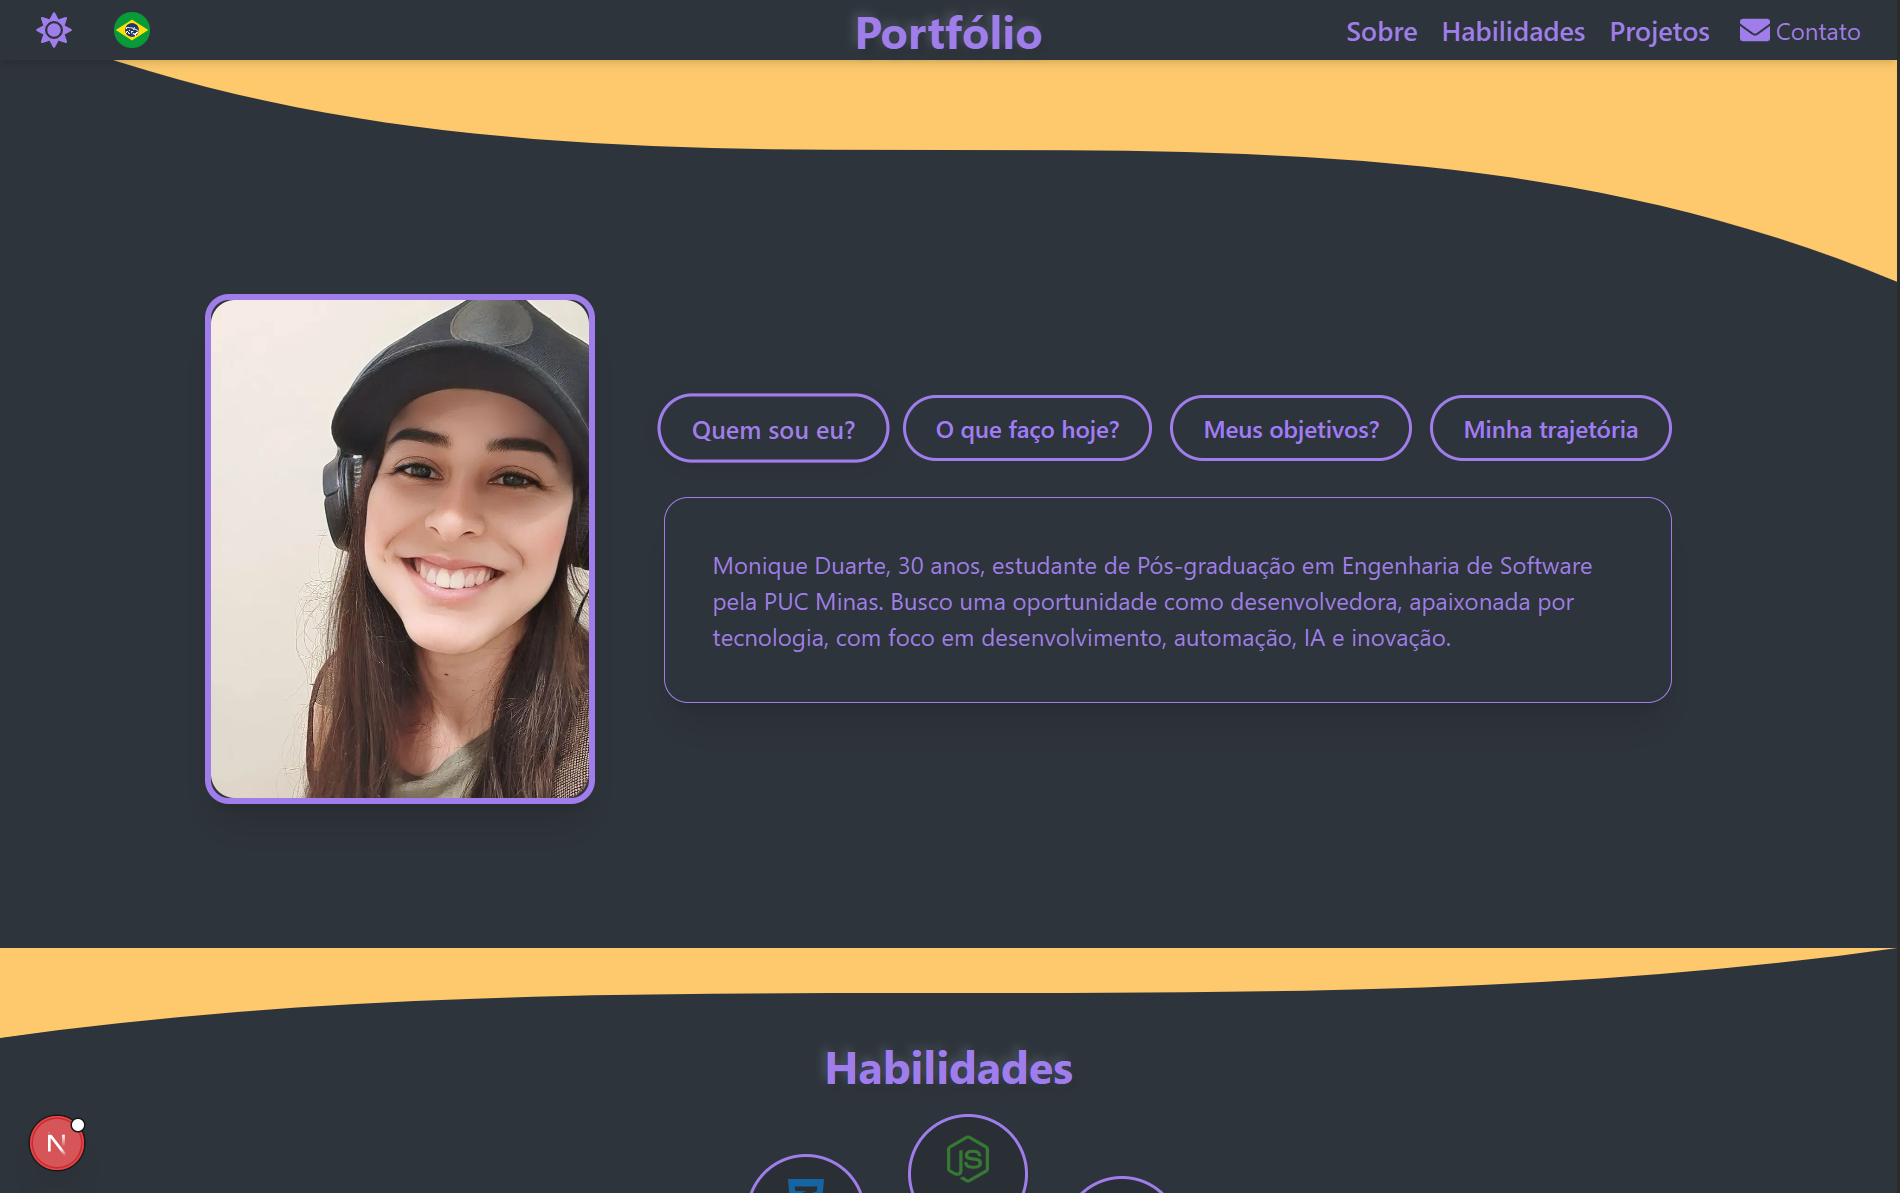 Portfólio
Sobre Habilidades Projetos Contato
Quem sou eu? O que faço hoje? Meus objetivos? Minha trajetória
Monique Duarte, 30 anos, estudante de Pós-graduação em Engenharia de Software
pela PUC Minas. Busco uma oportunidade como desenvolvedora, apaixonada por
tecnologia, com foco em desenvolvimento, automação, IA e inovação.
Habilidades
JS
N